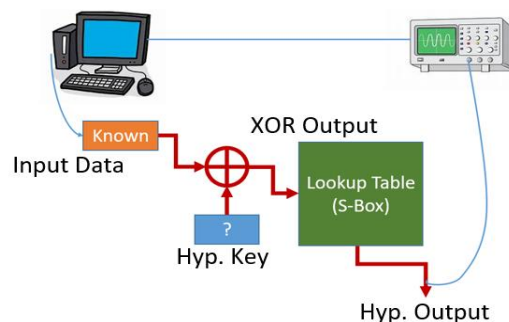 Known
Input Data
XOR Output
Lookup Table
(S-Box)
?
Hyp. Key
Hyp. Output